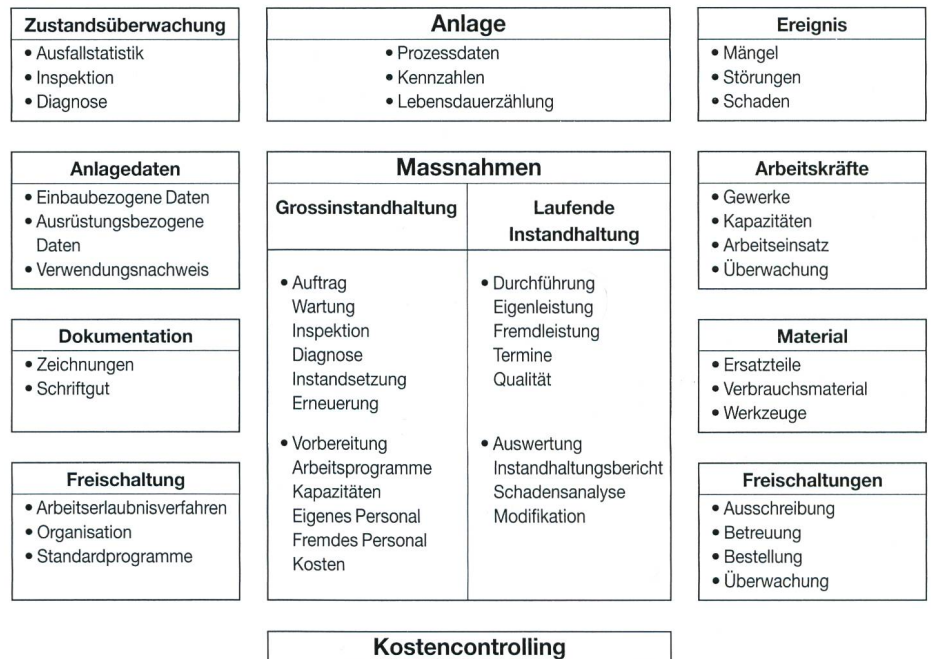 Zustandsüberwachung
• Ausfallstatistik
• Inspektion
• Diagnose
Anlage
• Prozessdaten
• Kennzahlen
• Lebensdauerzählung
Ereignis
• Mängel
• Störungen
• Schaden
Anlagedaten
• Einbaubezogene Daten
• Ausrüstungsbezogene
Daten
• Verwendungsnachweis
Massnahmen
Grossinstandhaltung
• Auftrag
Wartung
Inspektion
Diagnose
Instandsetzung
Erneuerung
• Vorbereitung
Arbeitsprogramme
Kapazitäten
Eigenes Personal
Fremdes Personal
Kosten
Laufende
Instandhaltung
• Durchführung
Eigenleistung
Fremdleistung
Termine
Qualität
• Auswertung
Instandhaltungsbericht
Schadensanalyse
Modifikation
Arbeitskräfte
• Gewerke
• Kapazitäten
• Arbeitseinsatz
• Überwachung
Dokumentation
• Zeichnungen
• Schriftgut
Material
• Ersatzteile
• Verbrauchsmaterial
• Werkzeuge
Freischaltung
• Arbeitserlaubnisverfahren
• Organisation
• Standardprogramme
Freischaltungen
• Ausschreibung
• Betreuung
• Bestellung
• Überwachung
Kostencontrolling